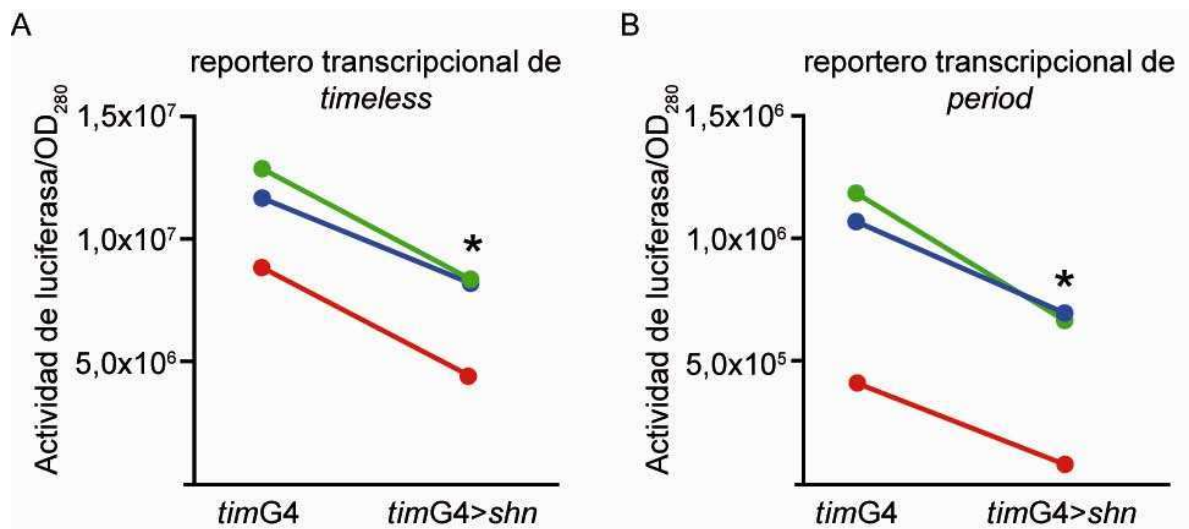 A
reportero transcripcional de
timeless
Actividad de luciferasa/OD₂₈₀
1,5x10⁷
1,0x10⁷
5,0x10⁶
*
timG4
timG4>shn
B
reportero transcripcional de
period
Actividad de luciferasa/OD₂₈₀
1,5x10⁶
1,0x10⁶
5,0x10⁵
*
timG4
timG4>shn